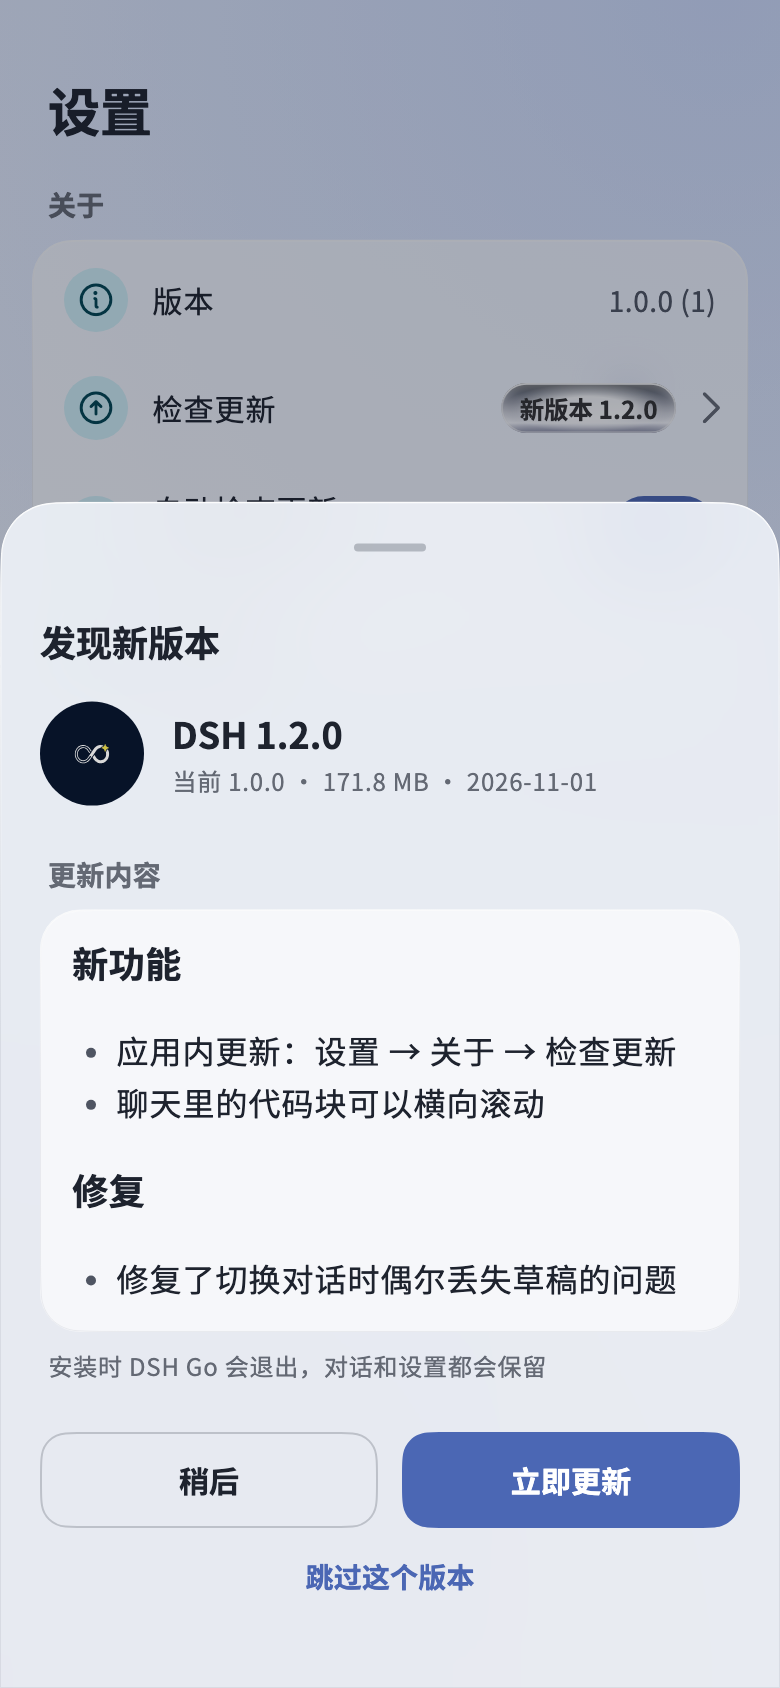 设置
关于
版本
1.0.0 (1)
检查更新
新版本 1.2.0
自动检查更新
发现新版本
DSH 1.2.0
当前 1.0.0 · 171.8 MB · 2026-11-01
更新内容
新功能
• 应用内更新：设置 → 关于 → 检查更新
• 聊天里的代码块可以横向滚动
修复
• 修复了切换对话时偶尔丢失草稿的问题
安装时 DSH Go 会退出，对话和设置都会保留
稍后
立即更新
跳过这个版本